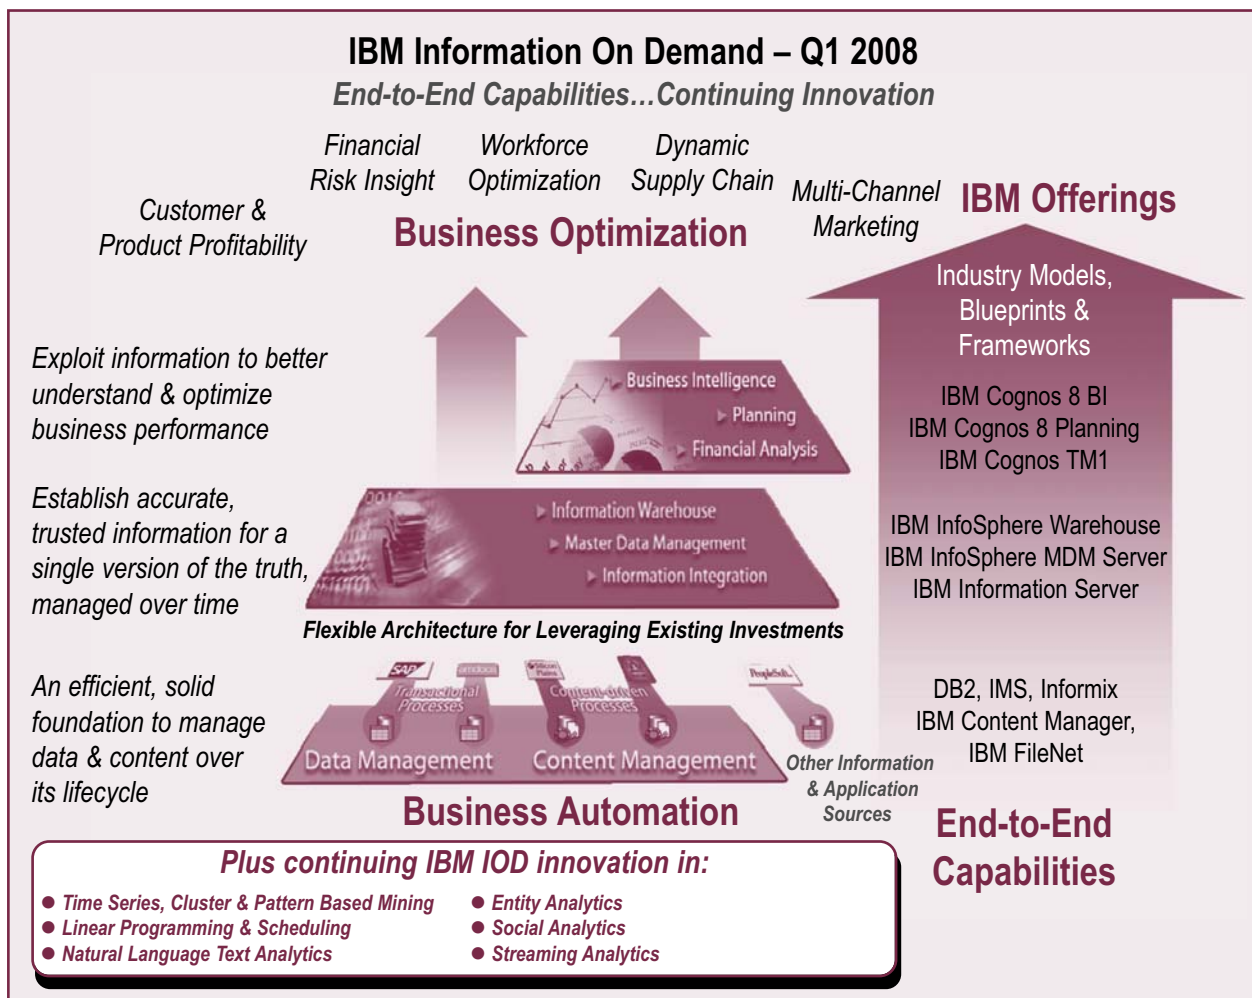 IBM Information On Demand – Q1 2008
End-to-End Capabilities…Continuing Innovation
Financial
Risk Insight
Workforce
Optimization
Dynamic
Supply Chain
Multi-Channel
Marketing
Customer &
Product Profitability
Business Optimization
IBM Offerings
Industry Models,
Blueprints &
Frameworks
Exploit information to better
understand & optimize
business performance
Business Intelligence
Planning
Financial Analysis
IBM Cognos 8 BI
IBM Cognos 8 Planning
IBM Cognos TM1
Establish accurate,
trusted information for a
single version of the truth,
managed over time
Information Warehouse
Master Data Management
Information Integration
IBM InfoSphere Warehouse
IBM InfoSphere MDM Server
IBM Information Server
Flexible Architecture for Leveraging Existing Investments
An efficient, solid
foundation to manage
data & content over
its lifecycle
SAP
amdocs
PeopleSoft.
Transactional
Processes
Content-driven
Processes
Data Management
Content Management
Other Information
& Application
Sources
DB2, IMS, Informix
IBM Content Manager,
IBM FileNet
Business Automation
End-to-End
Capabilities
Plus continuing IBM IOD innovation in:
● Time Series, Cluster & Pattern Based Mining
● Linear Programming & Scheduling
● Natural Language Text Analytics
● Entity Analytics
● Social Analytics
● Streaming Analytics